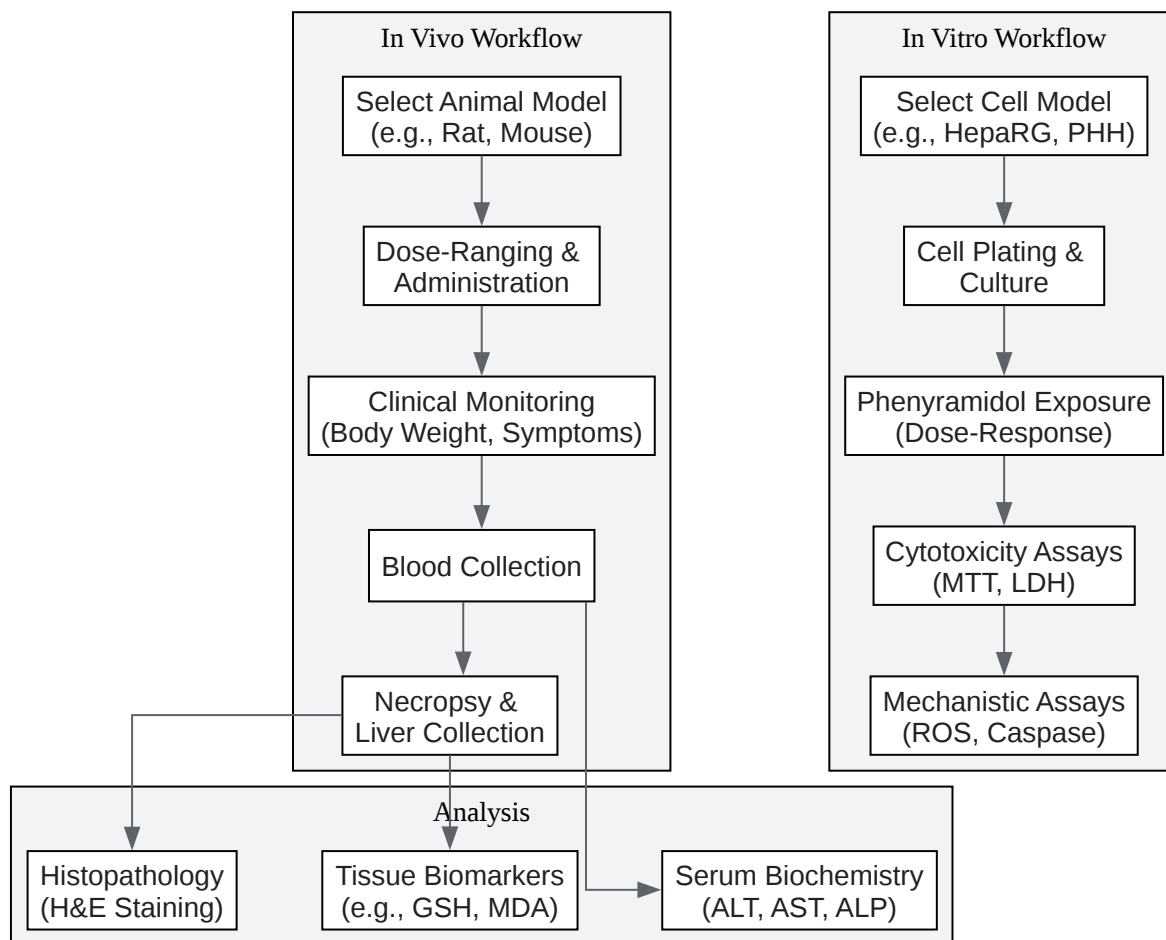 In Vivo Workflow
Select Animal Model
(e.g., Rat, Mouse)
Dose-Ranging &
Administration
Clinical Monitoring
(Body Weight, Symptoms)
Blood Collection
Necropsy &
Liver Collection
In Vitro Workflow
Select Cell Model
(e.g., HepaRG, PHH)
Cell Plating &
Culture
Phenyramidol Exposure
(Dose-Response)
Cytotoxicity Assays
(MTT, LDH)
Mechanistic Assays
(ROS, Caspase)
Analysis
Histopathology
(H&E Staining)
Tissue Biomarkers
(e.g., GSH, MDA)
Serum Biochemistry
(ALT, AST, ALP)